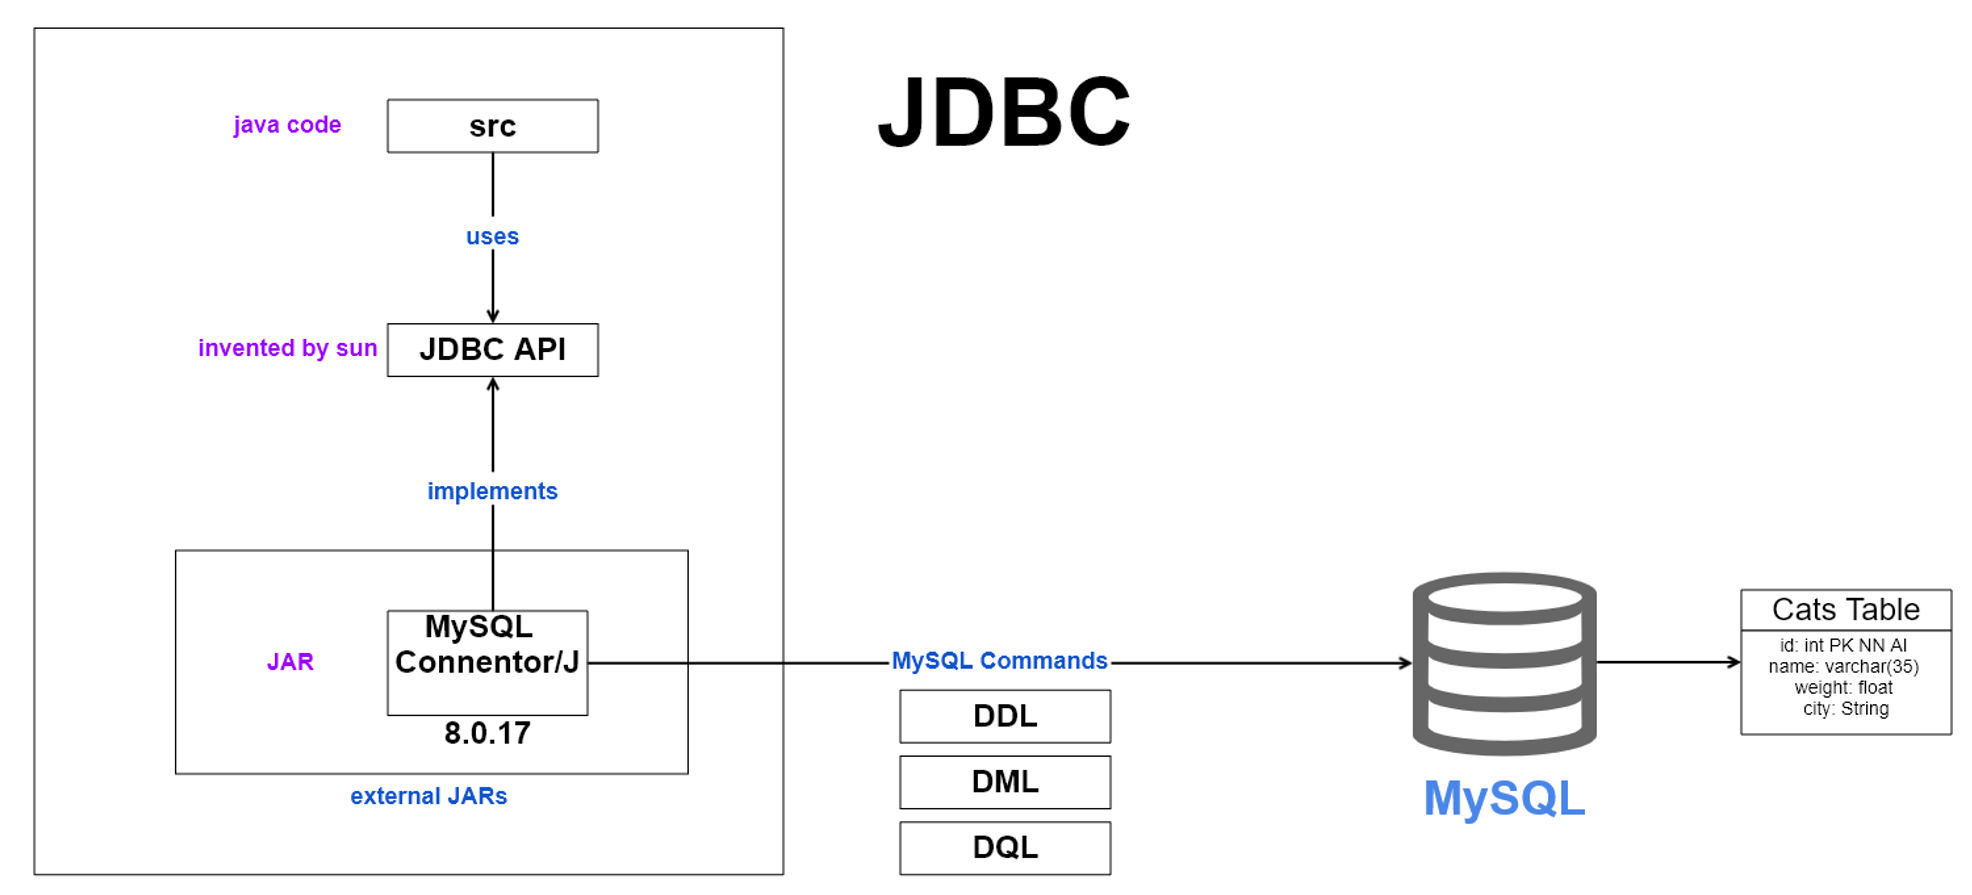 JDBC
java code
src
uses
invented by sun
JDBC API
implements
JAR
MySQL
Connentor/J
8.0.17
external JARs
MySQL Commands
DDL
DML
DQL
MySQL
Cats Table
id: int PK NN AI
name: varchar(35)
weight: float
city: String